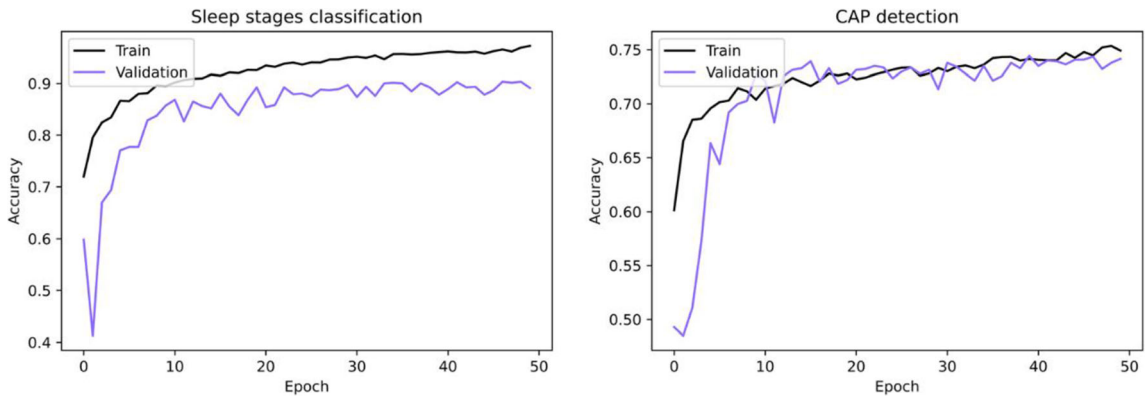 Sleep stages classification
Train
Validation
0.9
0.8
0.7
0.6
0.5
0.4
Accuracy
0 10 20 30 40 50
Epoch
CAP detection
Train
Validation
0.75
0.70
0.65
0.60
0.55
0.50
Accuracy
0 10 20 30 40 50
Epoch